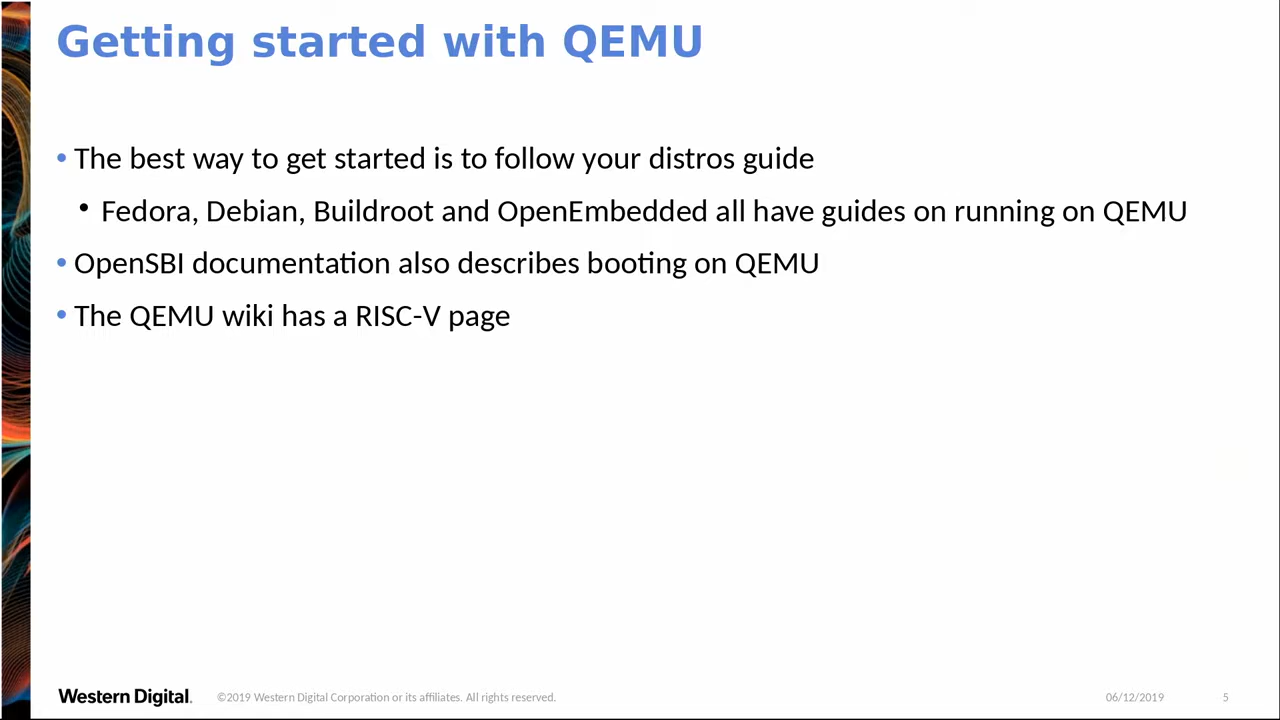 Getting started with QEMU
• The best way to get started is to follow your distros guide
• Fedora, Debian, Buildroot and OpenEmbedded all have guides on running on QEMU
• OpenSBI documentation also describes booting on QEMU
• The QEMU wiki has a RISC-V page
Western Digital. ©2019 Western Digital Corporation or its affiliates. All rights reserved. 06/12/2019 5